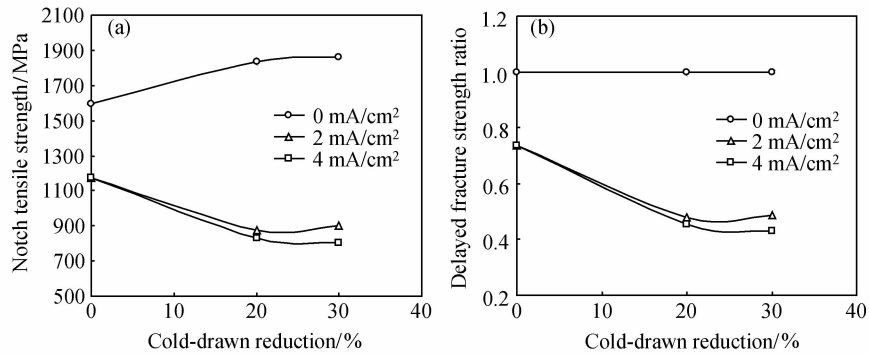 (a)
Notch tensile strength/MPa
2100
1900
1700
1500
1300
1100
900
700
500
0 mA/cm²
2 mA/cm²
4 mA/cm²
0 10 20 30 40
Cold-drawn reduction/%
(b)
Delayed fracture strength ratio
1.2
1.0
0.8
0.6
0.4
0.2
0 mA/cm²
2 mA/cm²
4 mA/cm²
0 10 20 30 40
Cold-drawn reduction/%